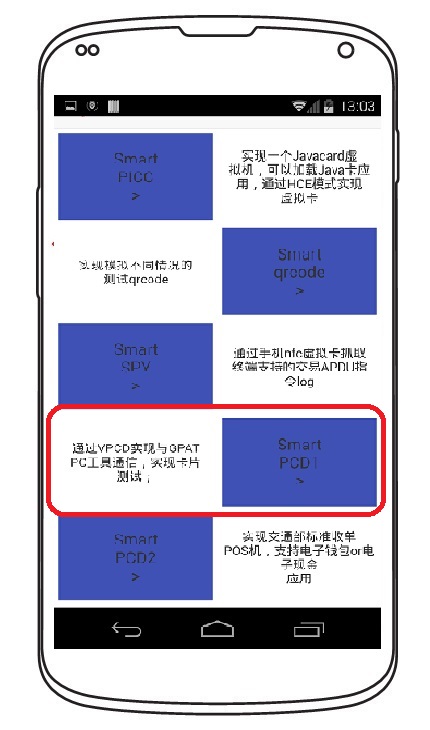 13:03
Smart
PICC
>
实现一个Javacard虚
拟机，可以加载Java卡应
用，通过HCE模式实现
虚拟卡
实现模拟不同情况的
测试qrcode
Smart
qrcode
>
Smart
SPY
>
通过手机nfc虚拟卡抓取
终端支持的交易APDU指
令log
通过VPCD实现与GPAT
PC工具通信，实现卡片
测试；
Smart
PCD1
>
Smart
PCD2
>
实现交通部标准收单
POS机，支持电子钱包or电
子现金
应用